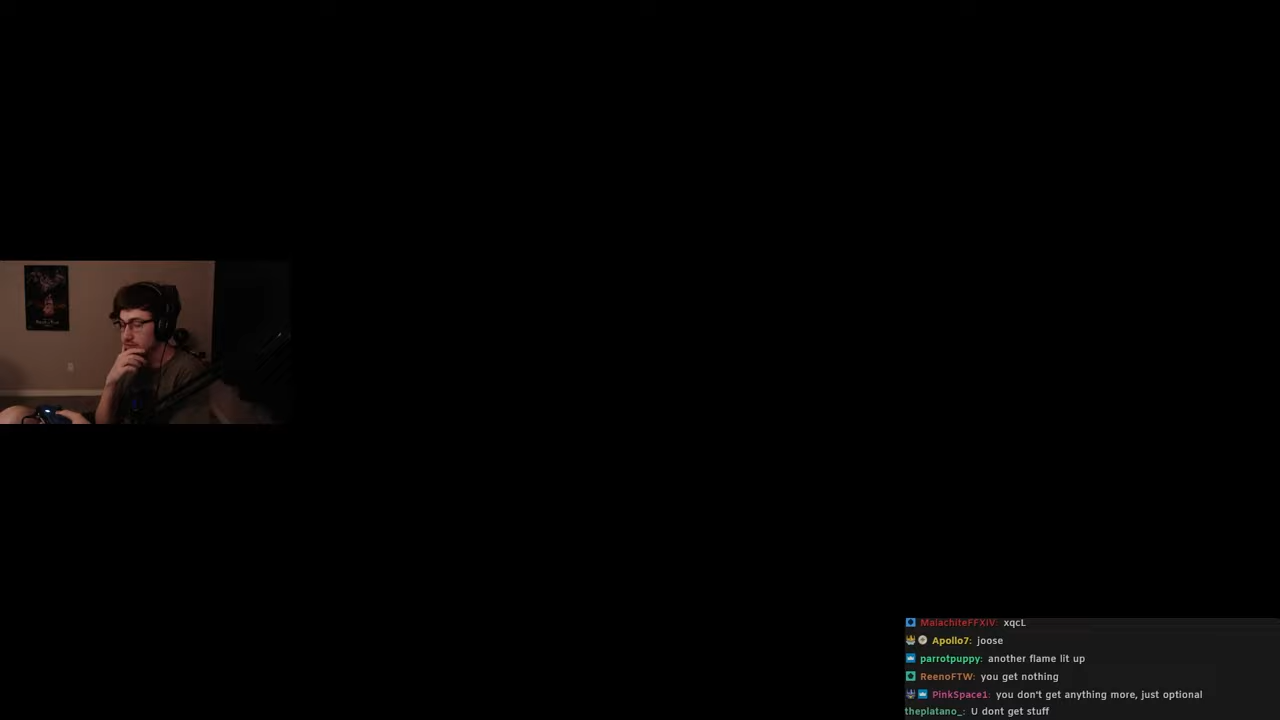 MalachiteFFXIV: xqcL
Apollo7: joose
parrotpuppy: another flame lit up
ReenoFTW: you get nothing
PinkSpace1: you don't get anything more, just optional
theplatano_: U dont get stuff